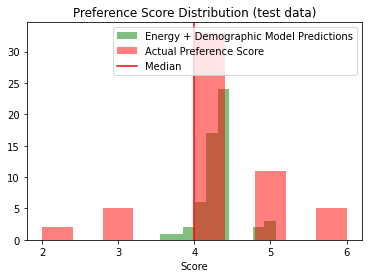 Preference Score Distribution (test data)
Energy + Demographic Model Predictions
Actual Preference Score
Median
30
25
20
15
10
5
0
2 3 4 5 6
Score